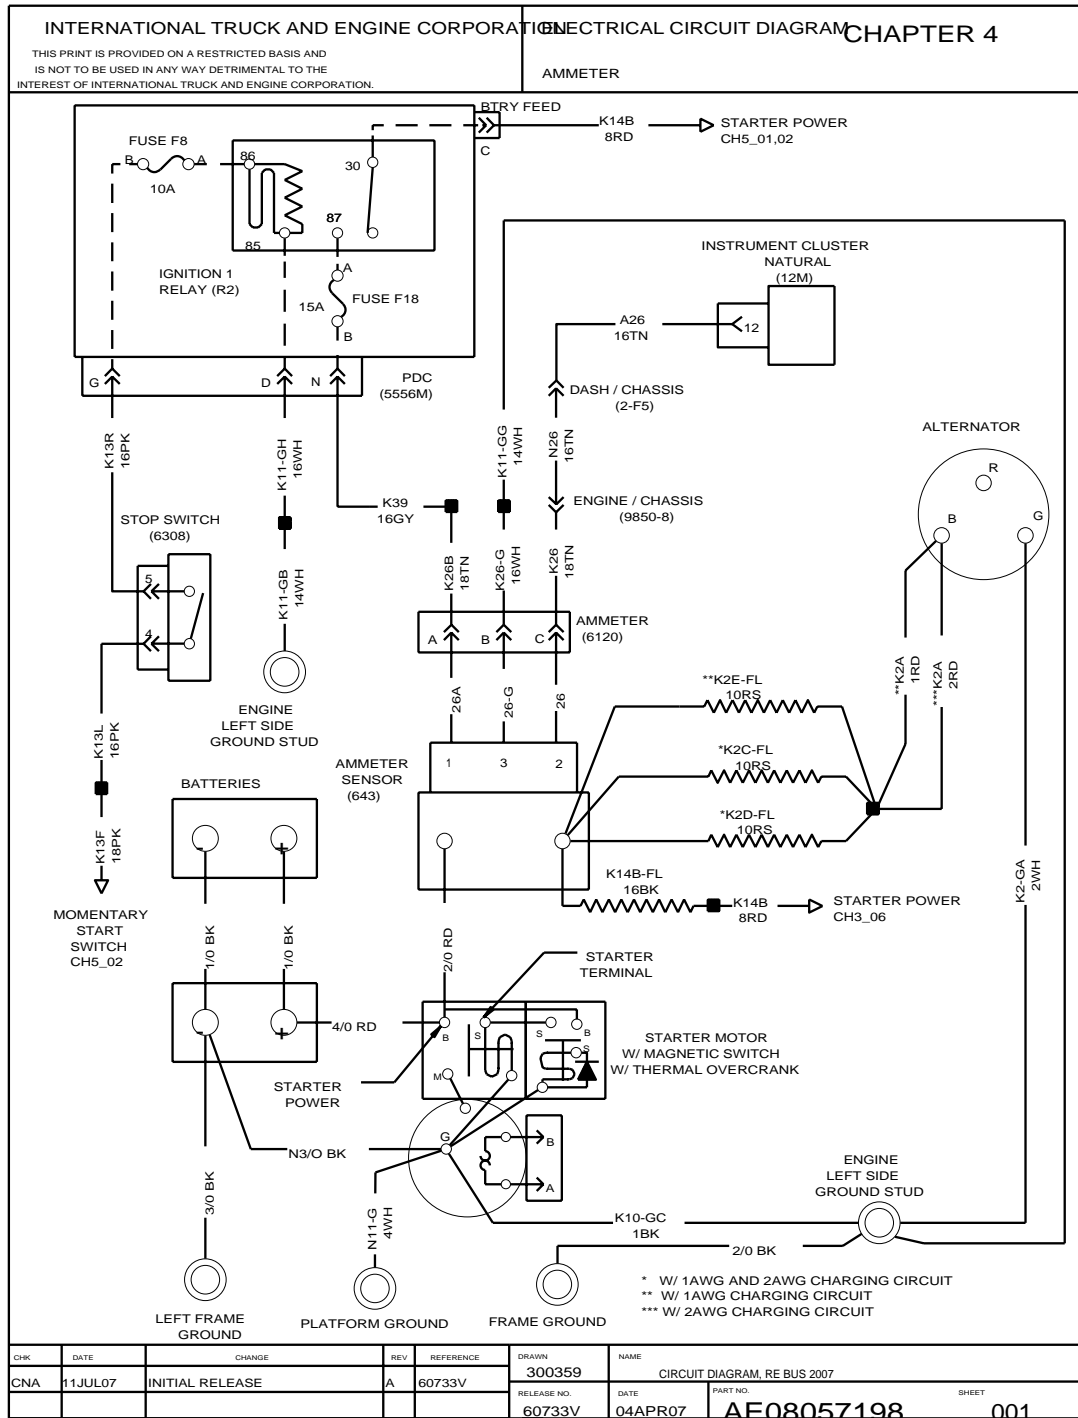 INTERNATIONAL TRUCK AND ENGINE CORPORATION
ELECTRICAL CIRCUIT DIAGRAM
CHAPTER 4
THIS PRINT IS PROVIDED ON A RESTRICTED BASIS AND
IS NOT TO BE USED IN ANY WAY DETRIMENTAL TO THE
INTEREST OF INTERNATIONAL TRUCK AND ENGINE CORPORATION.
AMMETER
BTRY FEED
C
K14B
8RD
STARTER POWER
CH5_01,02
FUSE F8
B
A
10A
86
30
87
85
IGNITION 1
RELAY (R2)
A
15A
FUSE F18
B
G
D
N
PDC
(5556M)
INSTRUMENT CLUSTER
NATURAL
(12M)
12
A26
16TN
DASH / CHASSIS
(2-F5)
K13R
16PK
K11-GH
16WH
K11-GG
14WH
N26
16TN
ALTERNATOR
R
B
G
K39
16GY
ENGINE / CHASSIS
(9850-8)
STOP SWITCH
(6308)
5
4
K11-GB
14WH
K26B
18TN
K26-G
16WH
K26
18TN
A
B
C
AMMETER
(6120)
ENGINE
LEFT SIDE
GROUND STUD
26A
26-G
26
**K2A
1RD
***K2A
2RD
**K2E-FL
10RS
*K2C-FL
10RS
*K2D-FL
10RS
K13L
16PK
AMMETER
SENSOR
(643)
1
3
2
BATTERIES
-
+
K13F
18PK
K14B-FL
16BK
K14B
8RD
STARTER POWER
CH3_06
K2-GA
2WH
MOMENTARY
START
SWITCH
CH5_02
1/0 BK
1/0 BK
2/0 RD
STARTER
TERMINAL
-
+
4/0 RD
B
S
S
B
S
M
STARTER MOTOR
W/ MAGNETIC SWITCH
W/ THERMAL OVERCRANK
STARTER
POWER
G
B
A
N3/O BK
3/0 BK
N11-G
4WH
ENGINE
LEFT SIDE
GROUND STUD
K10-GC
1BK
2/0 BK
LEFT FRAME
GROUND
PLATFORM GROUND
FRAME GROUND
* W/ 1AWG AND 2AWG CHARGING CIRCUIT
** W/ 1AWG CHARGING CIRCUIT
*** W/ 2AWG CHARGING CIRCUIT
CHK DATE CHANGE REV REFERENCE
CNA 11JUL07 INITIAL RELEASE A 60733V
DRAWN
300359
NAME
CIRCUIT DIAGRAM, RE BUS 2007
RELEASE NO.
60733V
DATE
04APR07
PART NO.
AE08057198
SHEET
001